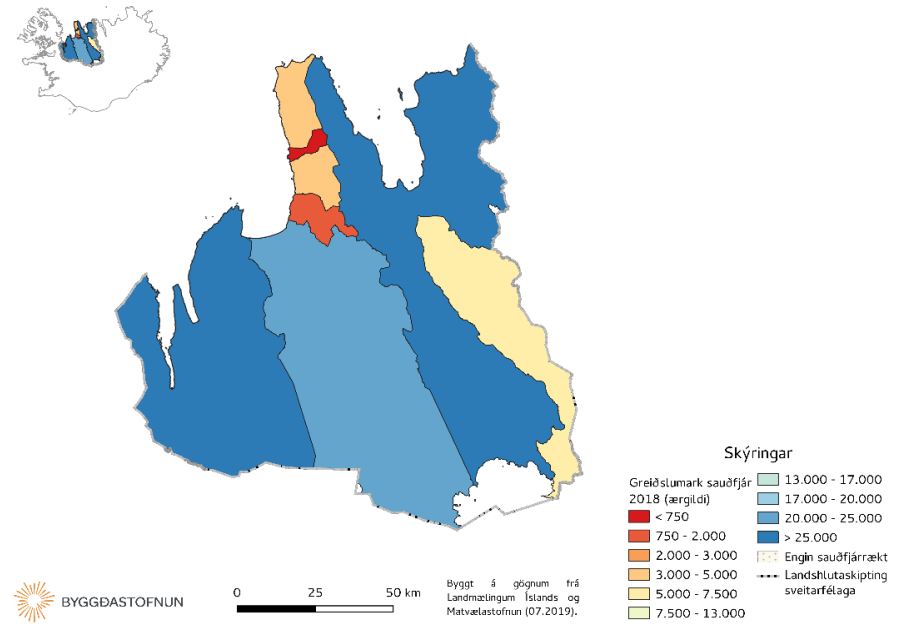 Skýringar
Greiðslumark sauðfjár
2018 (ærgildi)
< 750
750 - 2.000
2.000 - 3.000
3.000 - 5.000
5.000 - 7.500
7.500 - 13.000
13.000 - 17.000
17.000 - 20.000
20.000 - 25.000
> 25.000
Engin sauðfjárrækt
Landshlutaskipting
sveitarfélaga
BYGGÐASTOFNUN
0 25 50 km
Byggt á gögnum frá
Landmælingum Íslands og
Matvælastofnun (07.2019).